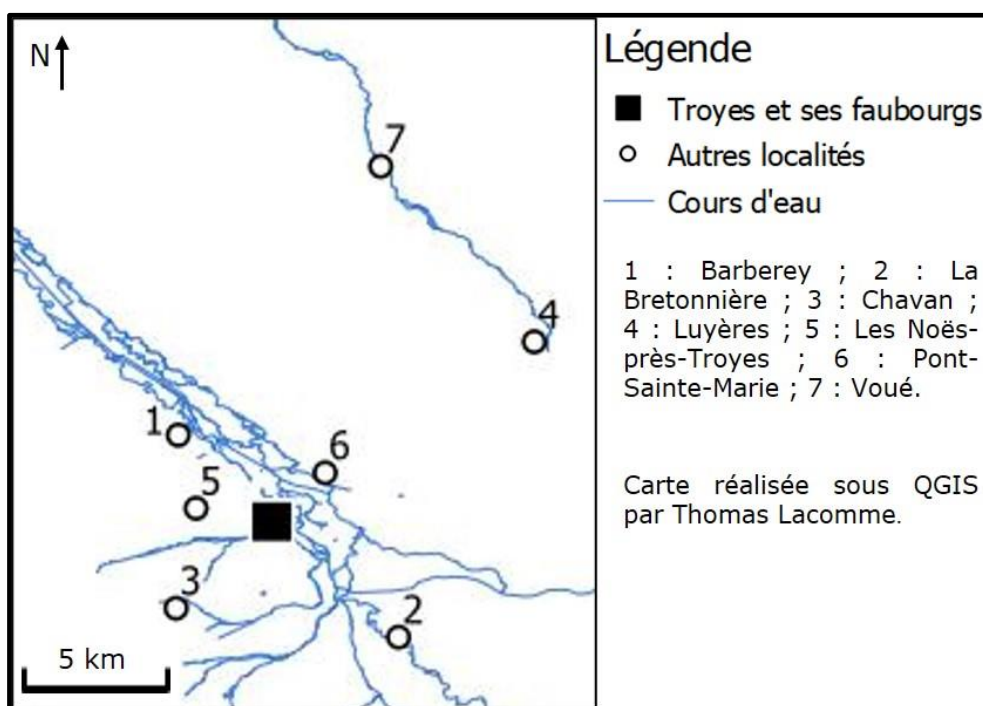 N
7
4
1
6
5
3
2
5 km
Légende
Troyes et ses faubourgs
Autres localités
Cours d'eau
1 : Barberey ; 2 : La
Bretonnière ; 3 : Chavan ;
4 : Luyères ; 5 : Les Noës-
près-Troyes ; 6 : Pont-
Sainte-Marie ; 7 : Voué.
Carte réalisée sous QGIS
par Thomas Lacomme.